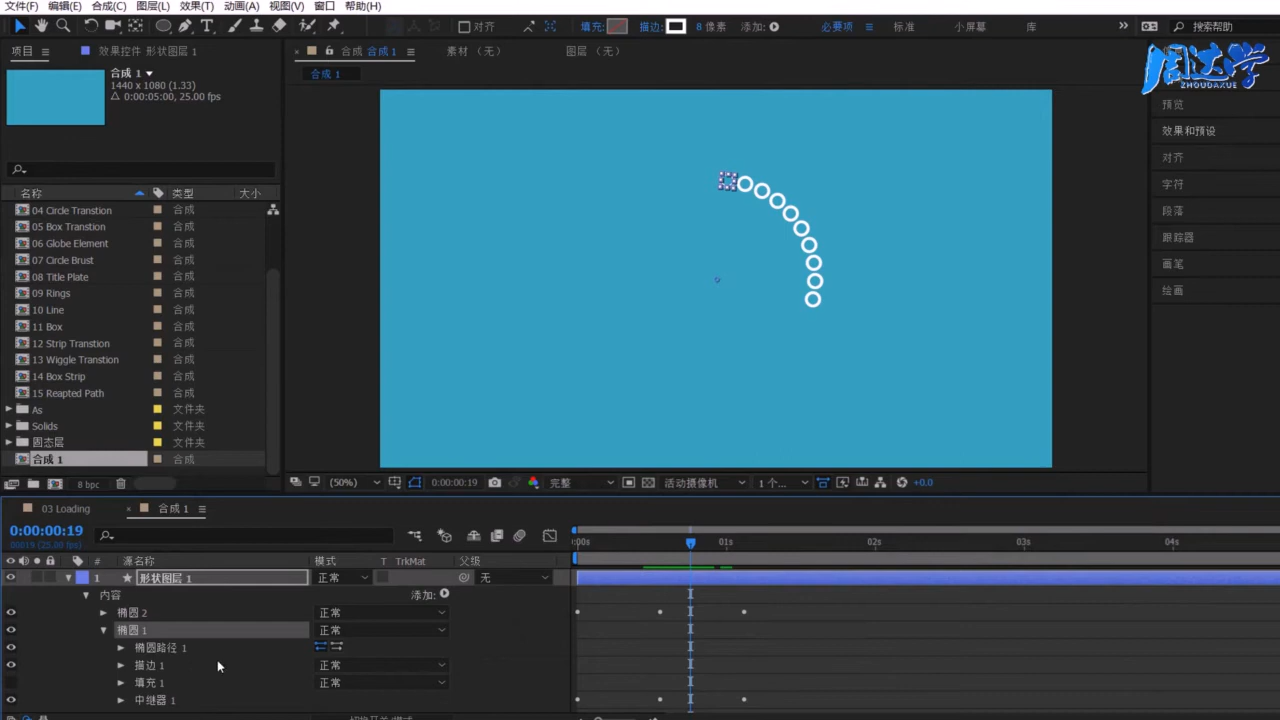 文件(F) 编辑(E) 合成(C) 图层(L) 效果(T) 动画(A) 视图(V) 窗口 帮助(H)
对齐 填充: 描边: 8 像素 添加: 必要项 标准 小屏幕 库 搜索帮助
项目 效果控件 形状图层 1 合成 合成 1 素材 (无) 图层 (无)
周达学
ZHOUDAXUE
合成 1
1440 x 1080 (1.33)
Δ 0:00:05:00, 25.00 fps
合成 1
预览
效果和预设
对齐
字符
段落
跟踪器
画笔
绘画
名称 类型 大小
04 Circle Transtion 合成
05 Box Transtion 合成
06 Globe Element 合成
07 Circle Brust 合成
08 Title Plate 合成
09 Rings 合成
10 Line 合成
11 Box 合成
12 Strip Transtion 合成
13 Wiggle Transtion 合成
14 Box Strip 合成
15 Reapted Path 合成
As 文件夹
Solids 文件夹
固态层 文件夹
合成 1 合成
8 bpc
(50%) 0:00:00:19 完整 活动摄像机 1 个... +0.0
03 Loading 合成 1
0:00:00:19
00019 (25.00 fps)
:00s 01s 02s 03s 04s
# 源名称 模式 T TrkMat 父级
1 形状图层 1 正常 无
内容 添加:
椭圆 2 正常
椭圆 1 正常
椭圆路径 1
描边 1 正常
填充 1 正常
中继器 1
切换开关/模式